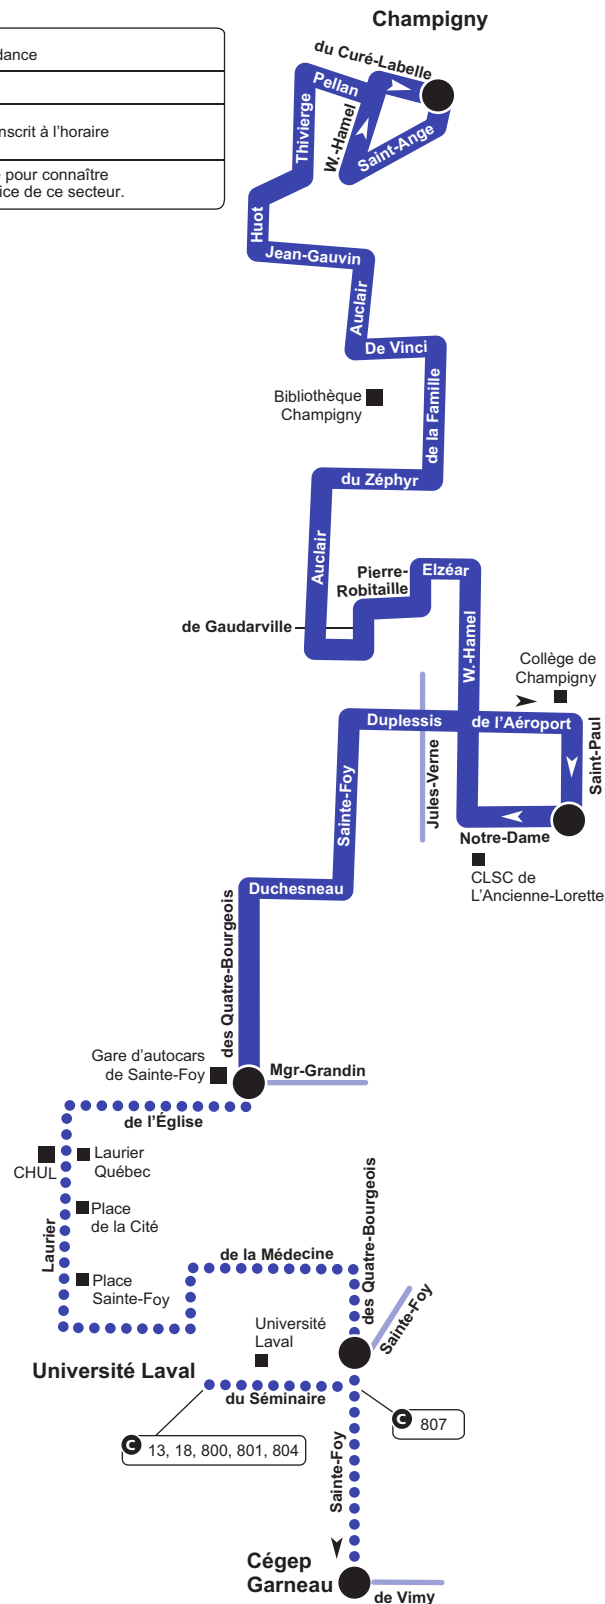 Champigny
dance
nscrit à l'horaire
pour connaître
ice de ce secteur.
du Curé-Labelle
Pellan
Thivierge
W.-Hamel
Saint-Ange
Huot
Jean-Gauvin
Auclair
De Vinci
Bibliothèque
Champigny
de la Famille
du Zéphyr
Auclair
Pierre-
Robitaille
Elzéar
de Gaudarville
W.-Hamel
Collège de
Champigny
Duplessis
de l'Aéroport
Saint-Paul
Jules-Verne
Sainte-Foy
Notre-Dame
CLSC de
L'Ancienne-Lorette
Duchesneau
des Quatre-Bourgeois
Gare d'autocars
de Sainte-Foy
Mgr-Grandin
de l'Église
CHUL
Laurier
Québec
Place
de la Cité
Laurier
Place
Sainte-Foy
de la Médecine
des Quatre-Bourgeois
Sainte-Foy
Université
Laval
Université Laval
du Séminaire
C 807
C 13, 18, 800, 801, 804
Sainte-Foy
Cégep
Garneau
de Vimy